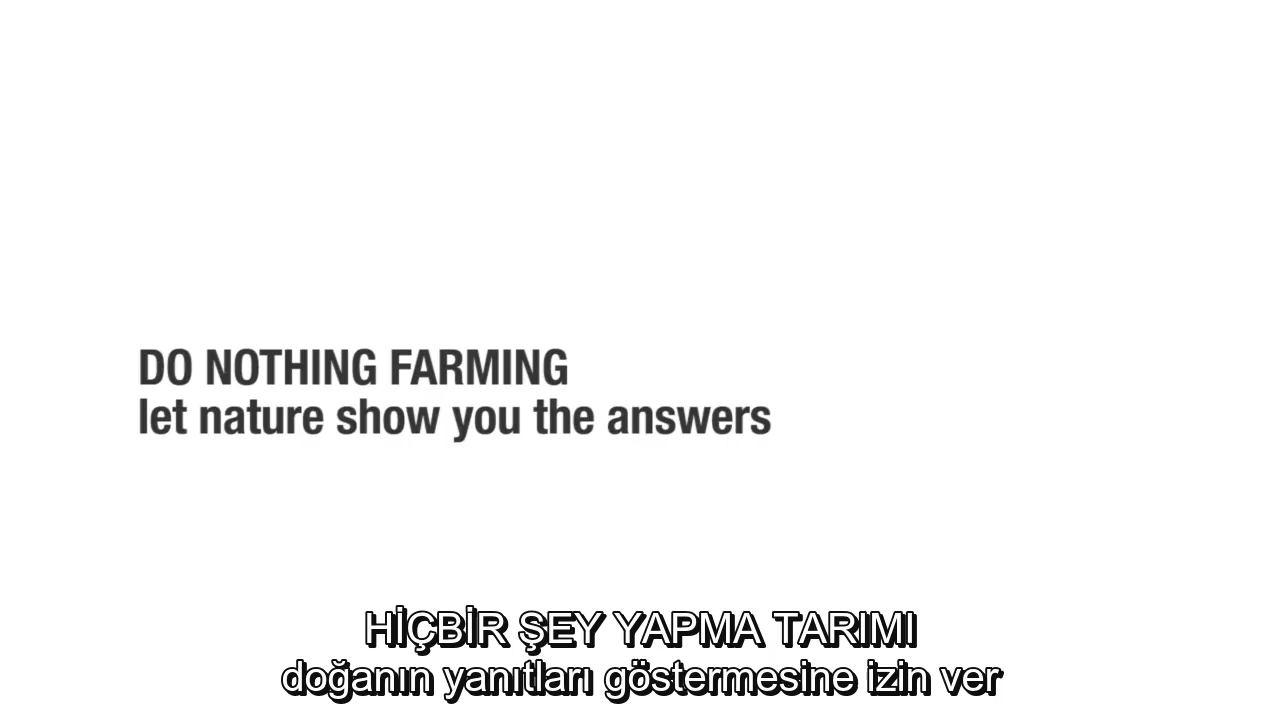 DO NOTHING FARMING
let nature show you the answers
HİÇBİR ŞEY YAPMA TARIMI
doğanın yanıtları göstermesine izin ver